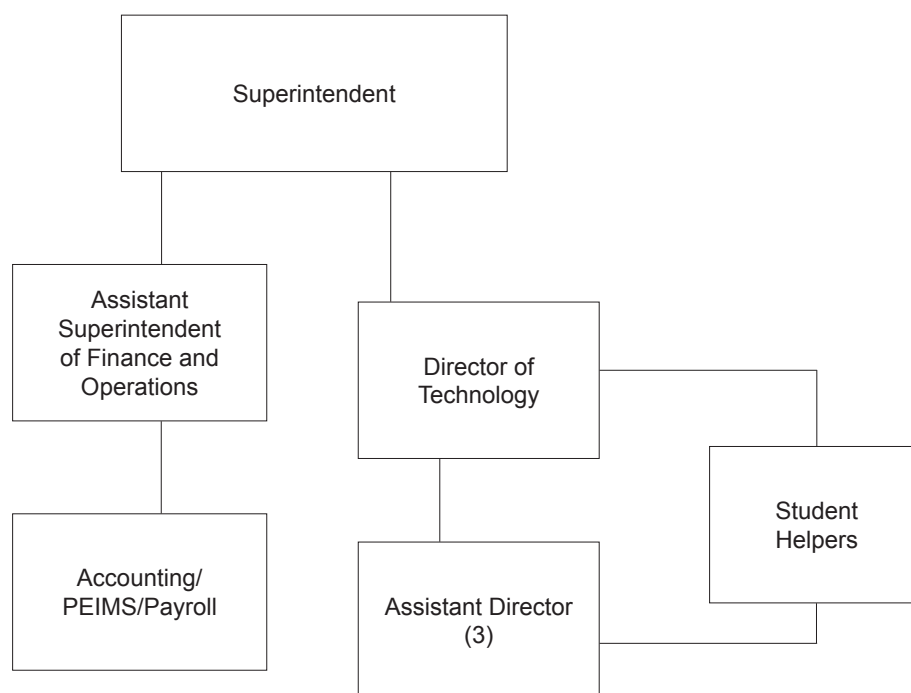 Superintendent
Assistant
Superintendent
of Finance and
Operations
Director of
Technology
Student
Helpers
Accounting/
PEIMS/Payroll
Assistant Director
(3)